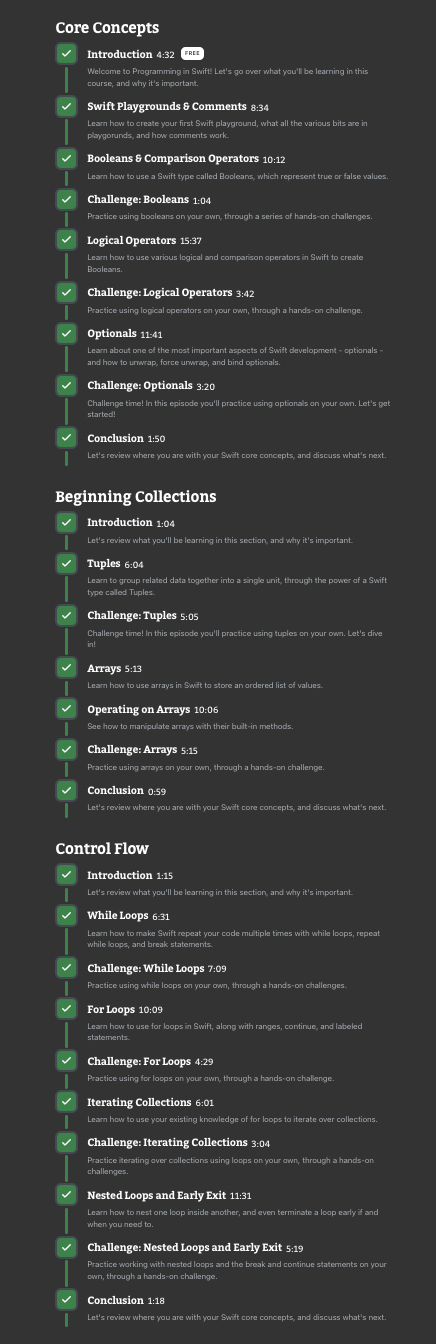 Core Concepts
Introduction 4:32 FREE
Welcome to Programming in Swift! Let's go over what you'll be learning in this
course, and why it's important.
Swift Playgrounds & Comments 8:34
Learn how to create your first Swift playground, what all the various bits are in
playgorunds, and how comments work.
Booleans & Comparison Operators 10:12
Learn how to use a Swift type called Booleans, which represent true or false values.
Challenge: Booleans 1:04
Practice using booleans on your own, through a series of hands-on challenges.
Logical Operators 15:37
Learn how to use various logical and comparison operators in Swift to create
Booleans.
Challenge: Logical Operators 3:42
Practice using logical operators on your own, through a hands-on challenge.
Optionals 11:41
Learn about one of the most important aspects of Swift development - optionals -
and how to unwrap, force unwrap, and bind optionals.
Challenge: Optionals 3:20
Challenge time! In this episode you'll practice using optionals on your own. Let's get
started!
Conclusion 1:50
Let's review where you are with your Swift core concepts, and discuss what's next.
Beginning Collections
Introduction 1:04
Let's review what you'll be learning in this section, and why it's important.
Tuples 6:04
Learn to group related data together into a single unit, through the power of a Swift
type called Tuples.
Challenge: Tuples 5:05
Challenge time! In this episode you'll practice using tuples on your own. Let's dive
in!
Arrays 5:13
Learn how to use arrays in Swift to store an ordered list of values.
Operating on Arrays 10:06
See how to manipulate arrays with their built-in methods.
Challenge: Arrays 5:15
Practice using arrays on your own, through a hands-on challenge.
Conclusion 0:59
Let's review where you are with your Swift core concepts, and discuss what's next.
Control Flow
Introduction 1:15
Let's review what you'll be learning in this section, and why it's important.
While Loops 6:31
Learn how to make Swift repeat your code multiple times with while loops, repeat
while loops, and break statements.
Challenge: While Loops 7:09
Practice using while loops on your own, through a hands-on challenges.
For Loops 10:09
Learn how to use for loops in Swift, along with ranges, continue, and labeled
statements.
Challenge: For Loops 4:29
Practice using for loops on your own, through a hands-on challenge.
Iterating Collections 6:01
Learn how to use your existing knowledge of for loops to iterate over collections.
Challenge: Iterating Collections 3:04
Practice iterating over collections using loops on your own, through a hands-on
challenges.
Nested Loops and Early Exit 11:31
Learn how to nest one loop inside another, and even terminate a loop early if and
when you need to.
Challenge: Nested Loops and Early Exit 5:19
Practice working with nested loops and the break and continue statements on your
own, through a hands-on challenge.
Conclusion 1:18
Let's review where you are with your Swift core concepts, and discuss what's next.